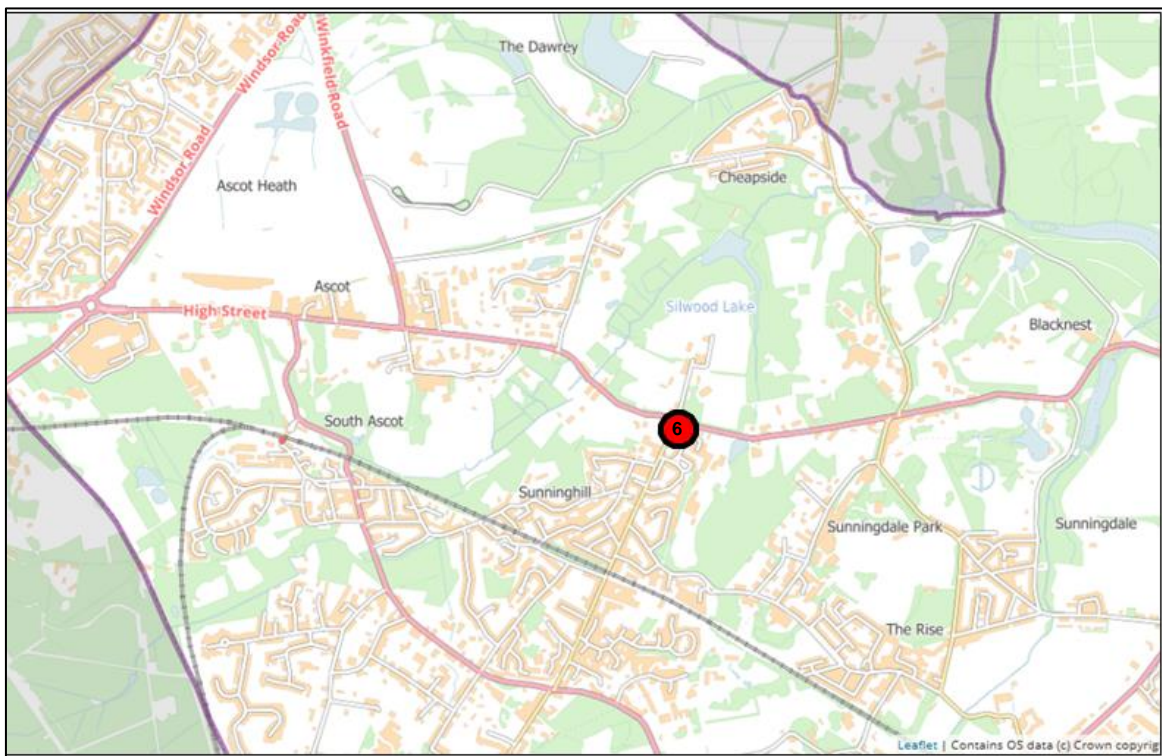 The Dawrey
Windsor Road
Winkfield Road
Windsor Road
Ascot Heath
Cheapside
Ascot
High Street
Silwood Lake
Blacknest
South Ascot
6
Sunninghill
Sunningdale Park
Sunningdale
The Rise
Leaflet | Contains OS data (c) Crown copyrig